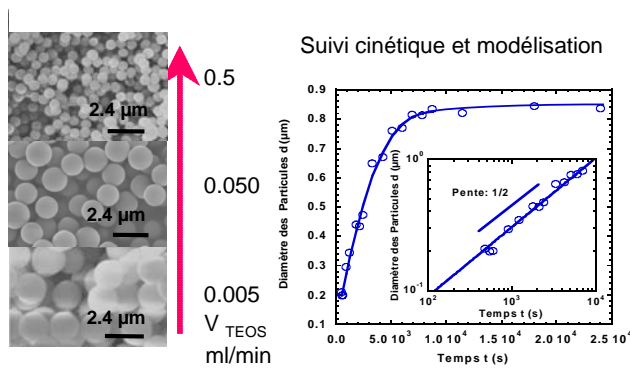 Suivi cinétique et modélisation
2.4 µm
2.4 µm
2.4 µm
0.5
0.050
0.005
V TEOS
ml/min
Diamètre des Particules d (µm)
0.9
0.8
0.7
0.6
0.5
0.4
0.3
0.2
0.1
0.0
5.0 10³
1.0 10⁴
1.5 10⁴
2.0 10⁴
2.5 10⁴
Temps t (s)
Diamètre des Particules d (µm)
10⁰
10⁻¹
Pente: 1/2
10²
10³
10⁴
Temps t (s)